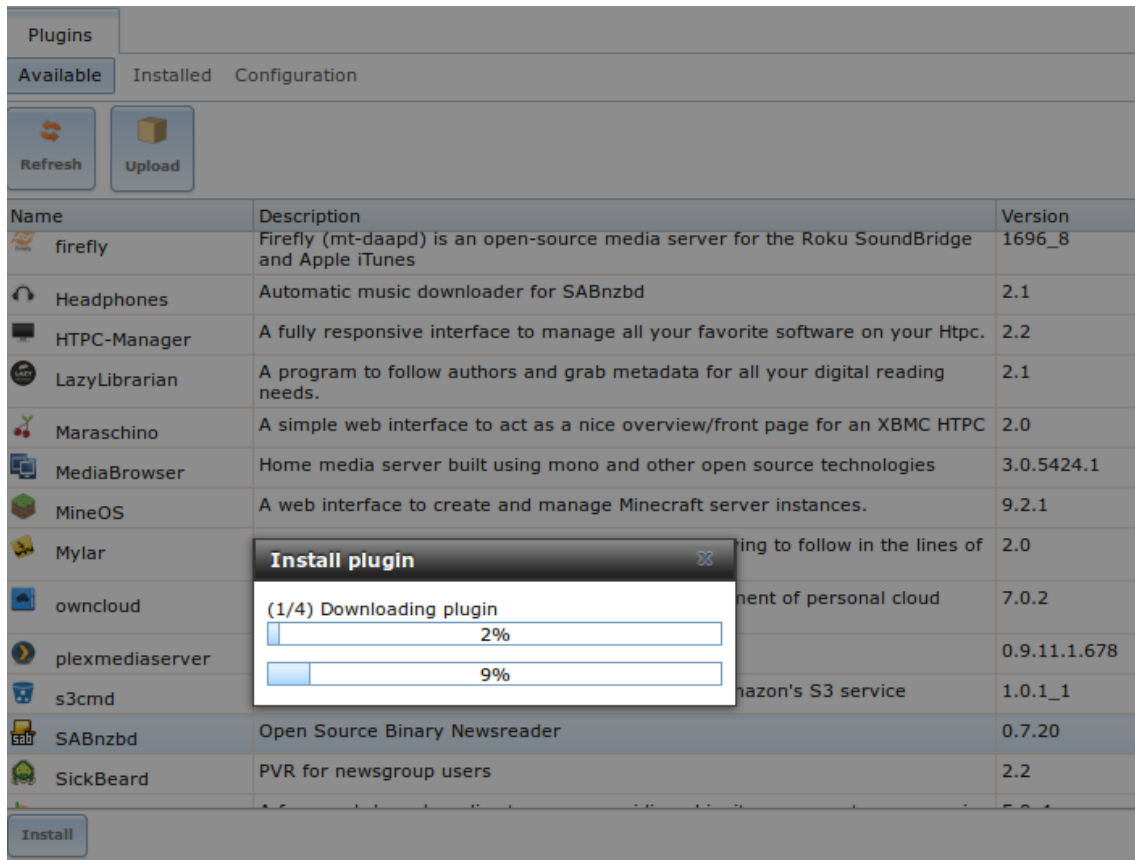 Plugins
Available Installed Configuration
Refresh Upload
Name Description Version
firefly Firefly (mt-daapd) is an open-source media server for the Roku SoundBridge 1696_8
and Apple iTunes
Headphones Automatic music downloader for SABnzbd 2.1
HTPC-Manager A fully responsive interface to manage all your favorite software on your Htpc. 2.2
LazyLibrarian A program to follow authors and grab metadata for all your digital reading 2.1
needs.
Maraschino A simple web interface to act as a nice overview/front page for an XBMC HTPC 2.0
MediaBrowser Home media server built using mono and other open source technologies 3.0.5424.1
MineOS A web interface to create and manage Minecraft server instances. 9.2.1
Mylar to follow in the lines of 2.0
Install plugin
owncloud of personal cloud 7.0.2
(1/4) Downloading plugin
2%
plexmediaserver 0.9.11.1.678
9%
s3cmd S3 service 1.0.1_1
SABnzbd Open Source Binary Newsreader 0.7.20
SickBeard PVR for newsgroup users 2.2
Install